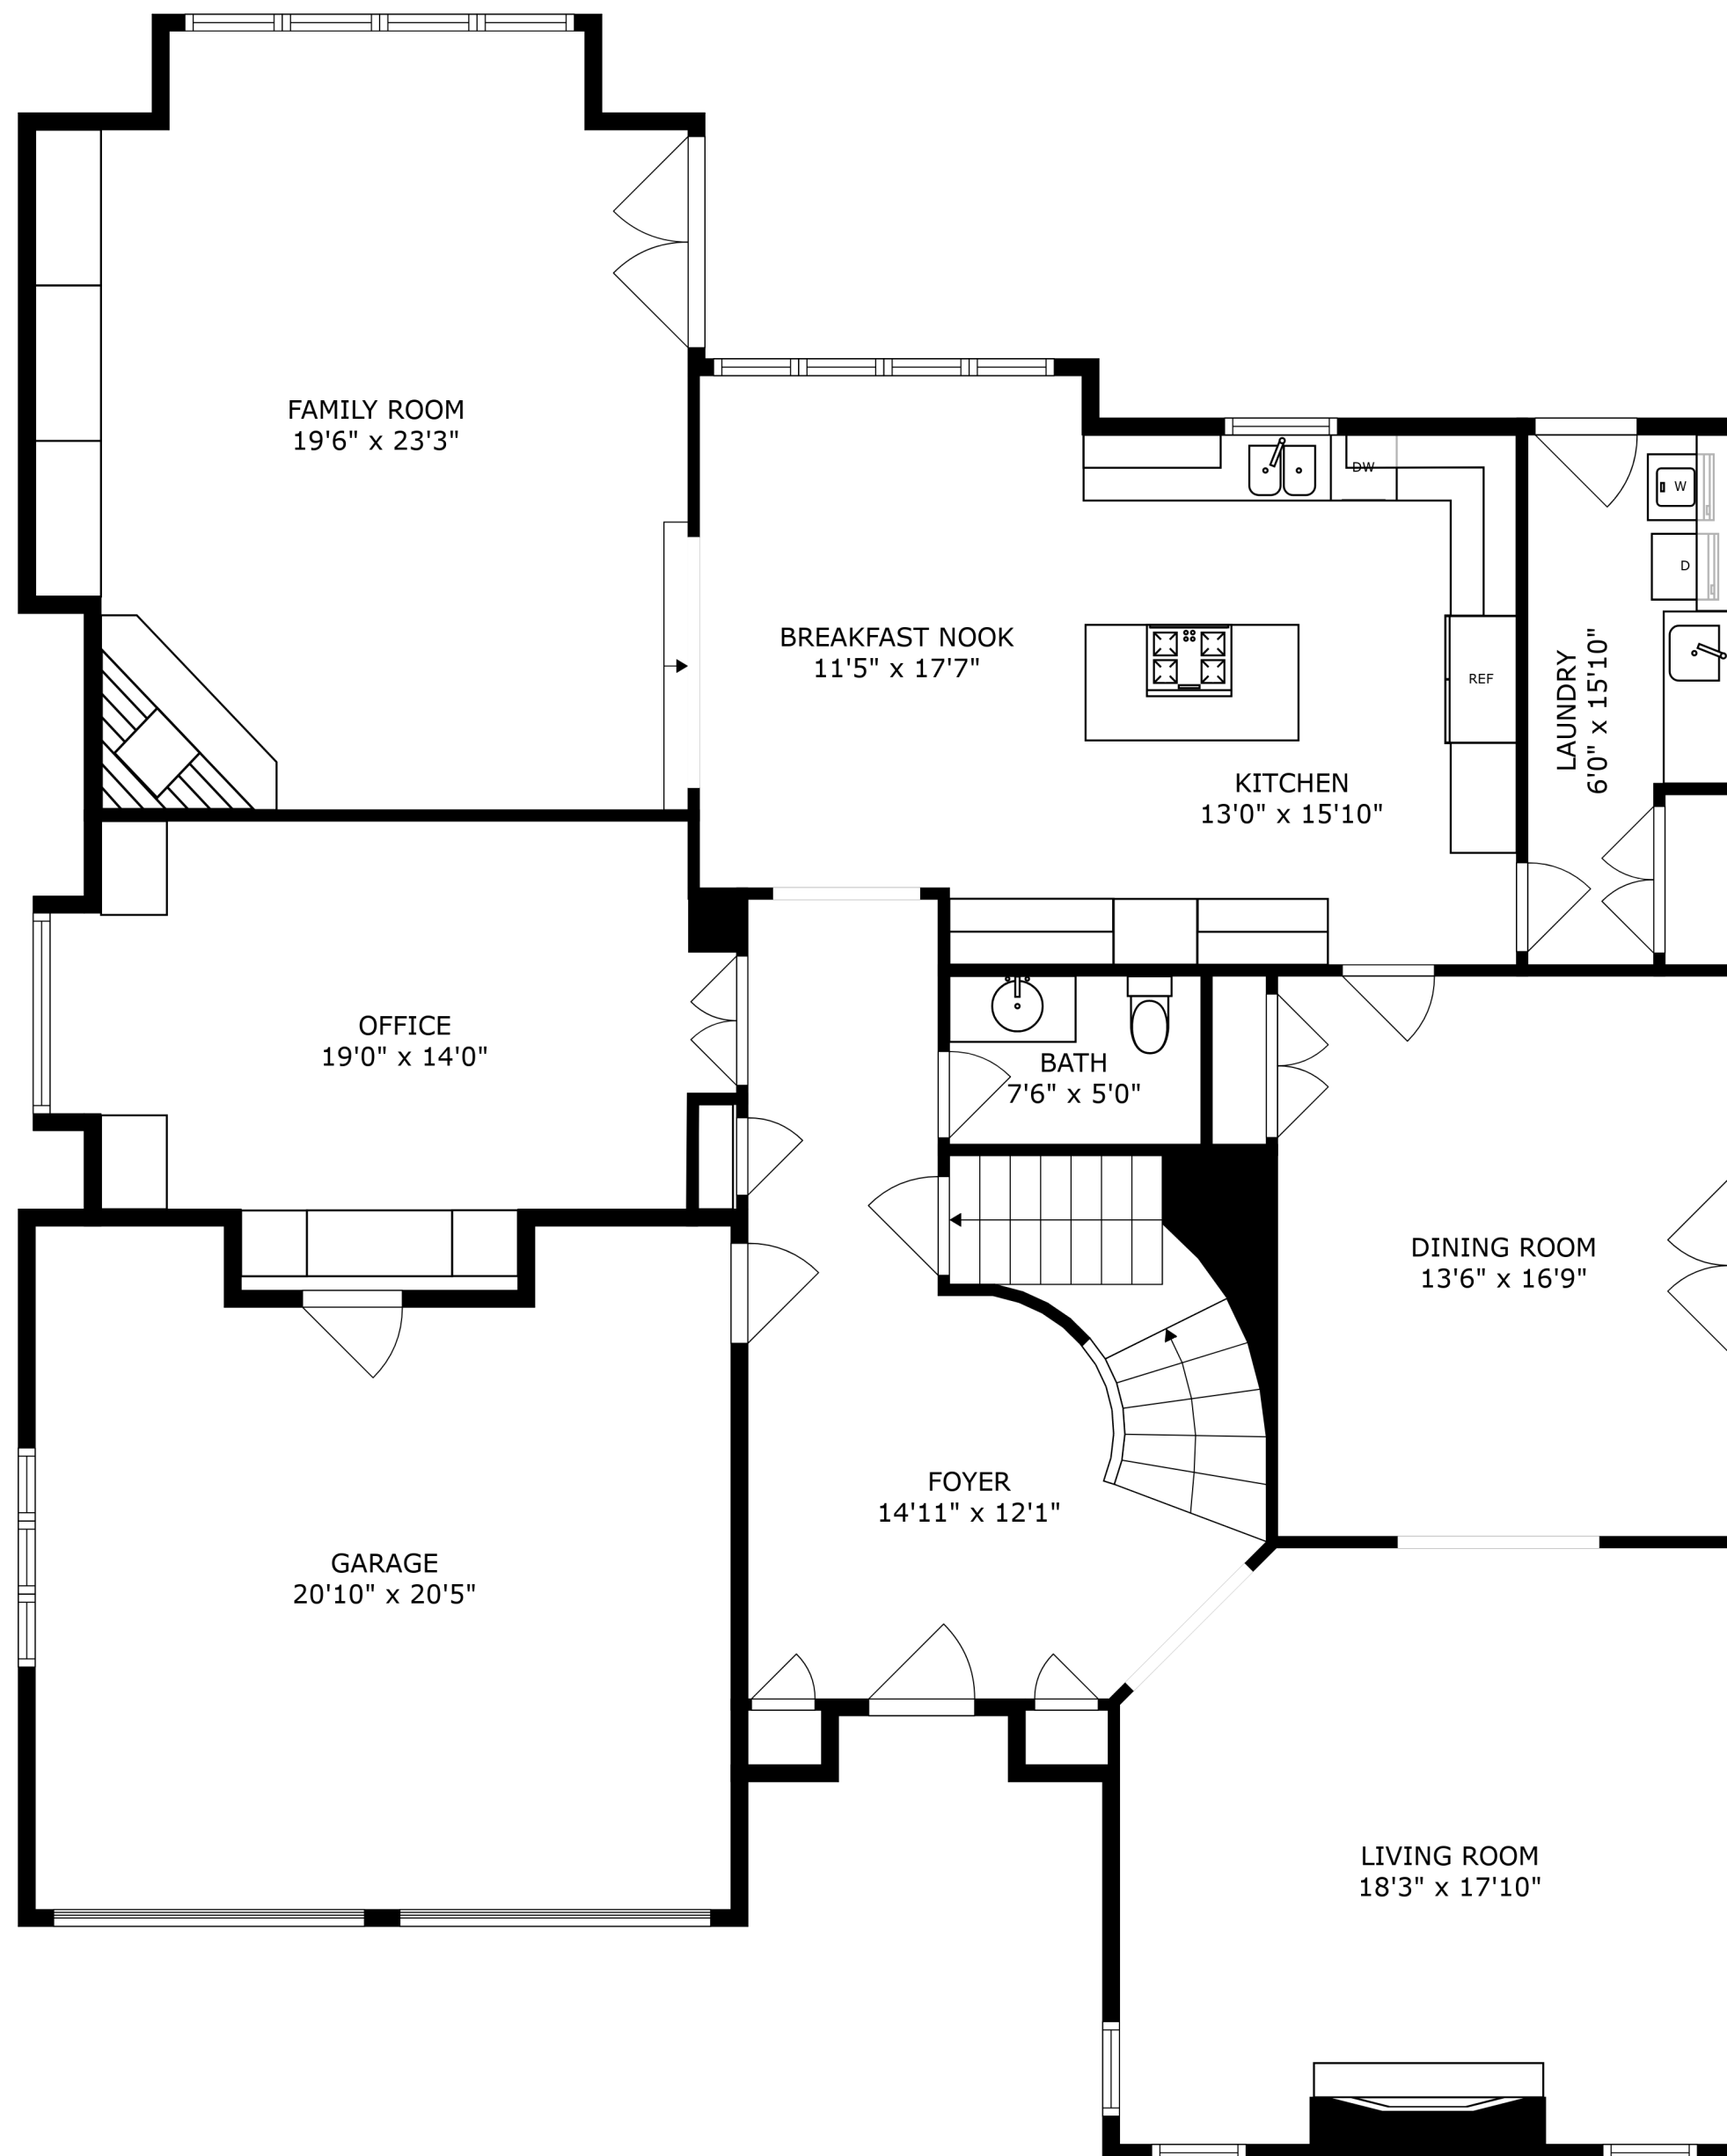 FAMILY ROOM
19'6" x 23'3"
DW
W
D
BREAKFAST NOOK
11'5" x 17'7"
REF
LAUNDRY
6'0" x 15'10"
KITCHEN
13'0" x 15'10"
OFFICE
19'0" x 14'0"
BATH
7'6" x 5'0"
DINING ROOM
13'6" x 16'9"
FOYER
14'11" x 12'1"
GARAGE
20'10" x 20'5"
LIVING ROOM
18'3" x 17'10"